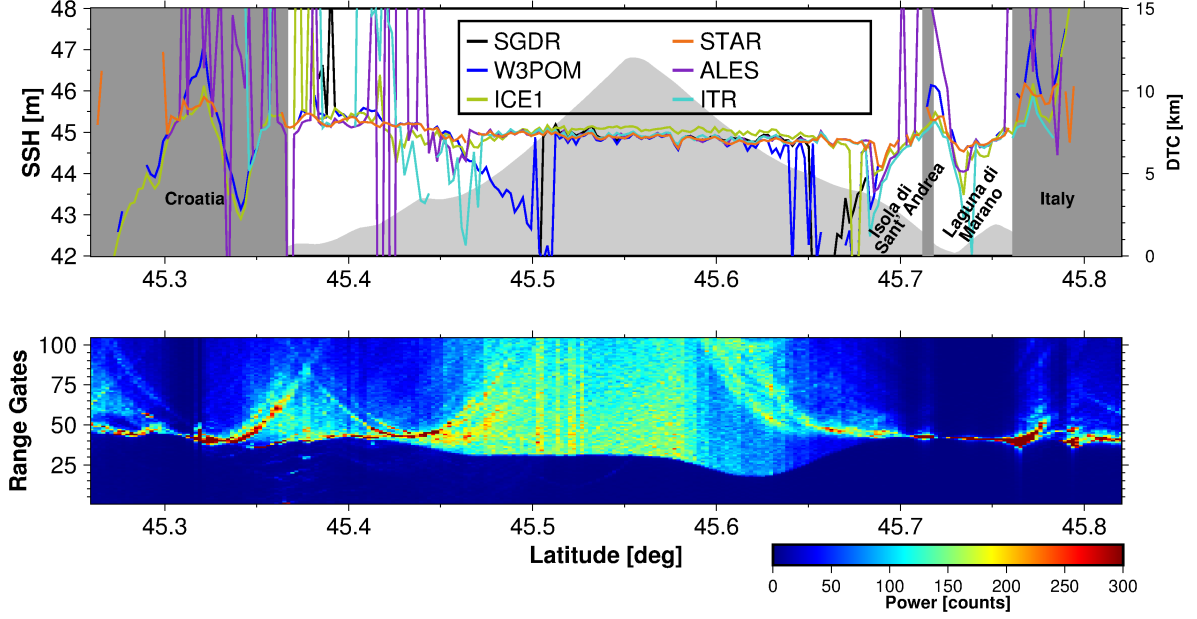 48
47
46
45
44
43
42
SSH [m]
SGDR
W3POM
ICE1
STAR
ALES
ITR
15
10
5
0
DTC [km]
Croatia
Isola di
Sant' Andrea
Laguna di
Marano
Italy
45.3 45.4 45.5 45.6 45.7 45.8
100
75
50
25
Range Gates
45.3 45.4 45.5 45.6 45.7 45.8
Latitude [deg]
0 50 100 150 200 250 300
Power [counts]